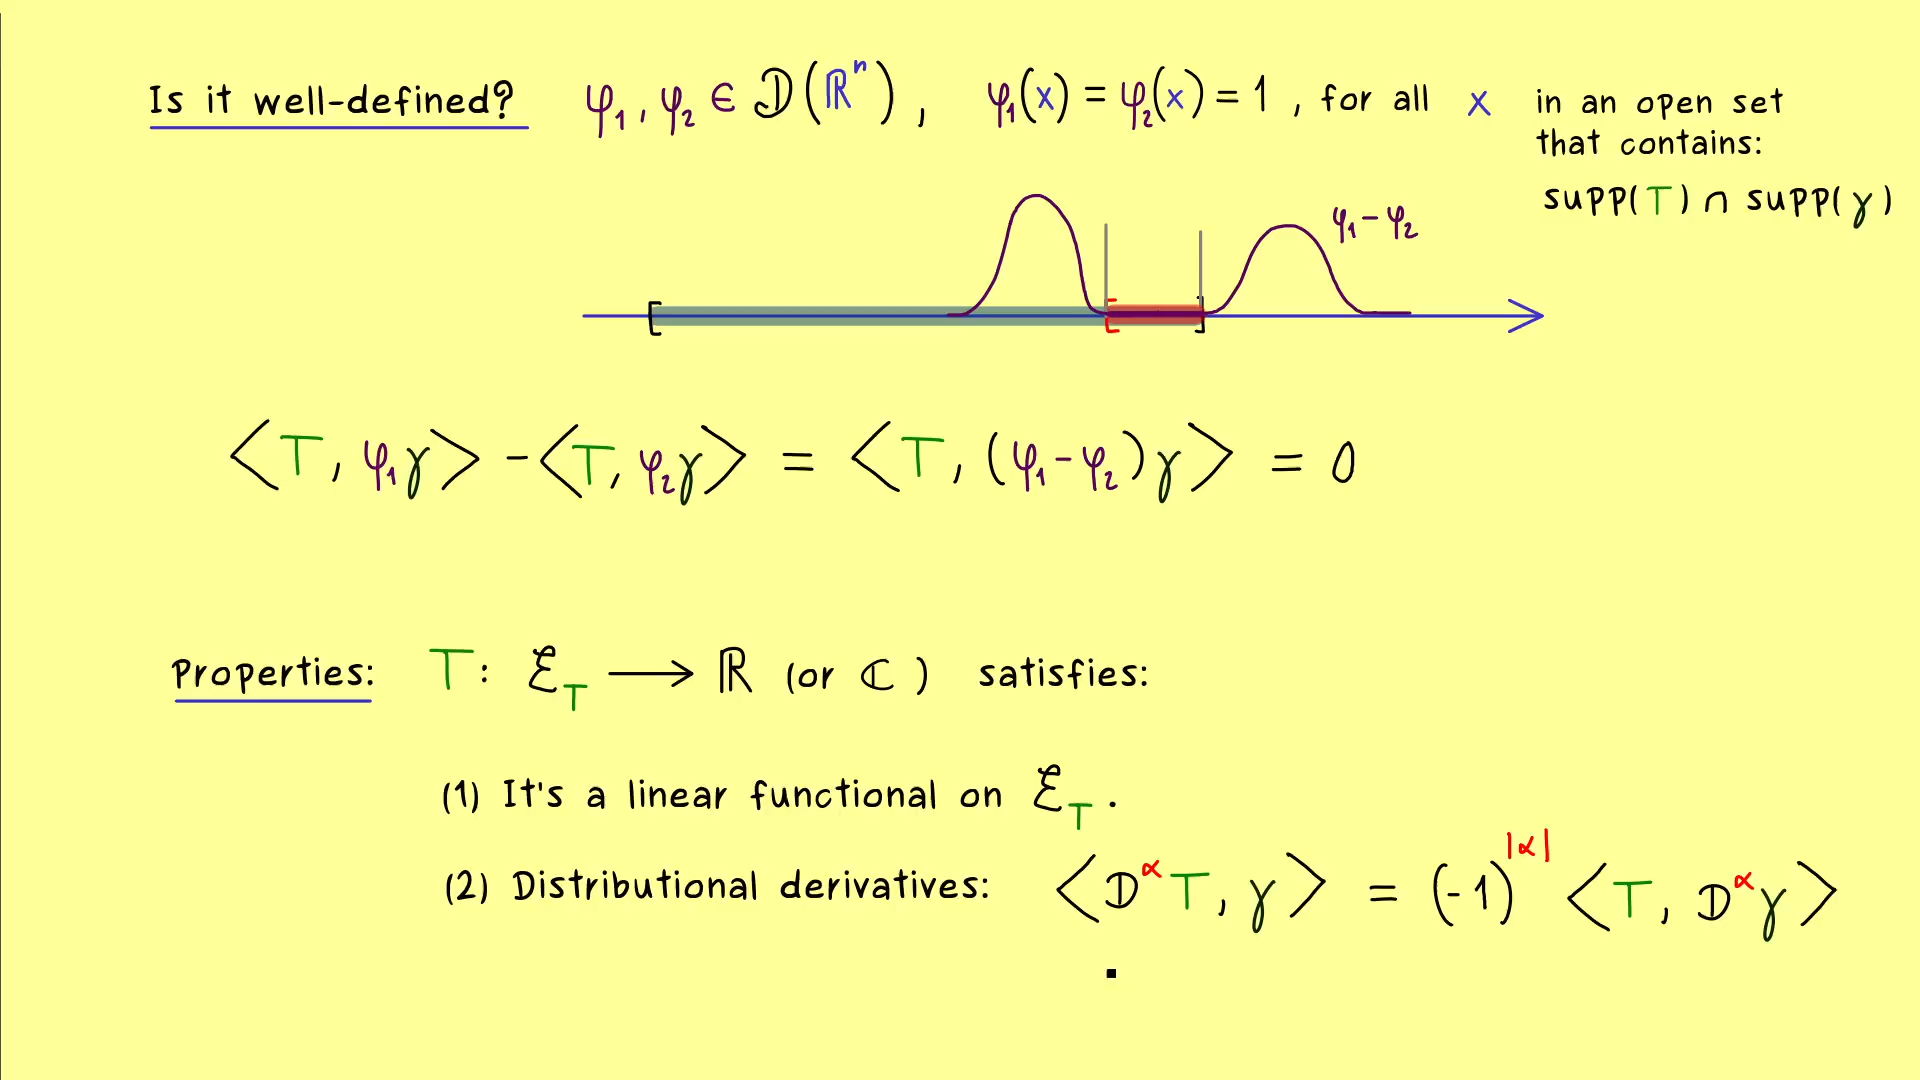 Is it well-defined? φ₁, φ₂ ∈ 𝒟(ℝⁿ), φ₁(x) = φ₂(x) = 1, for all x in an open set
that contains:
supp(T) ∩ supp(γ)
φ₁ - φ₂
⟨T, φ₁γ⟩ - ⟨T, φ₂γ⟩ = ⟨T, (φ₁ - φ₂)γ⟩ = 0
Properties: T: ℰ_T ⟶ ℝ (or ℂ) satisfies:
(1) It's a linear functional on ℰ_T.
(2) Distributional derivatives: ⟨D^α T, γ⟩ = (-1)^|α| ⟨T, D^α γ⟩